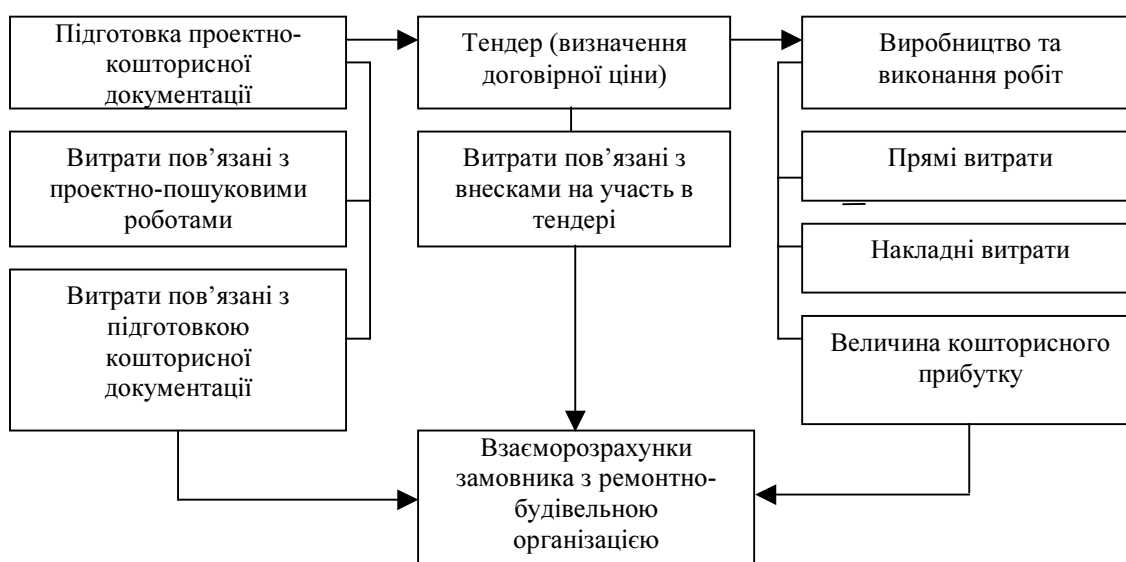 Підготовка проектно-
кошторисної
документації
Тендер (визначення
договірної ціни)
Виробництво та
виконання робіт
Витрати пов’язані з
проектно-пошуковими
роботами
Витрати пов’язані з
внесками на участь в
тендері
Прямі витрати
Накладні витрати
Витрати пов’язані з
підготовкою
кошторисної
документації
Величина кошторисного
прибутку
Взаєморозрахунки
замовника з ремонтно-
будівельною
організацією